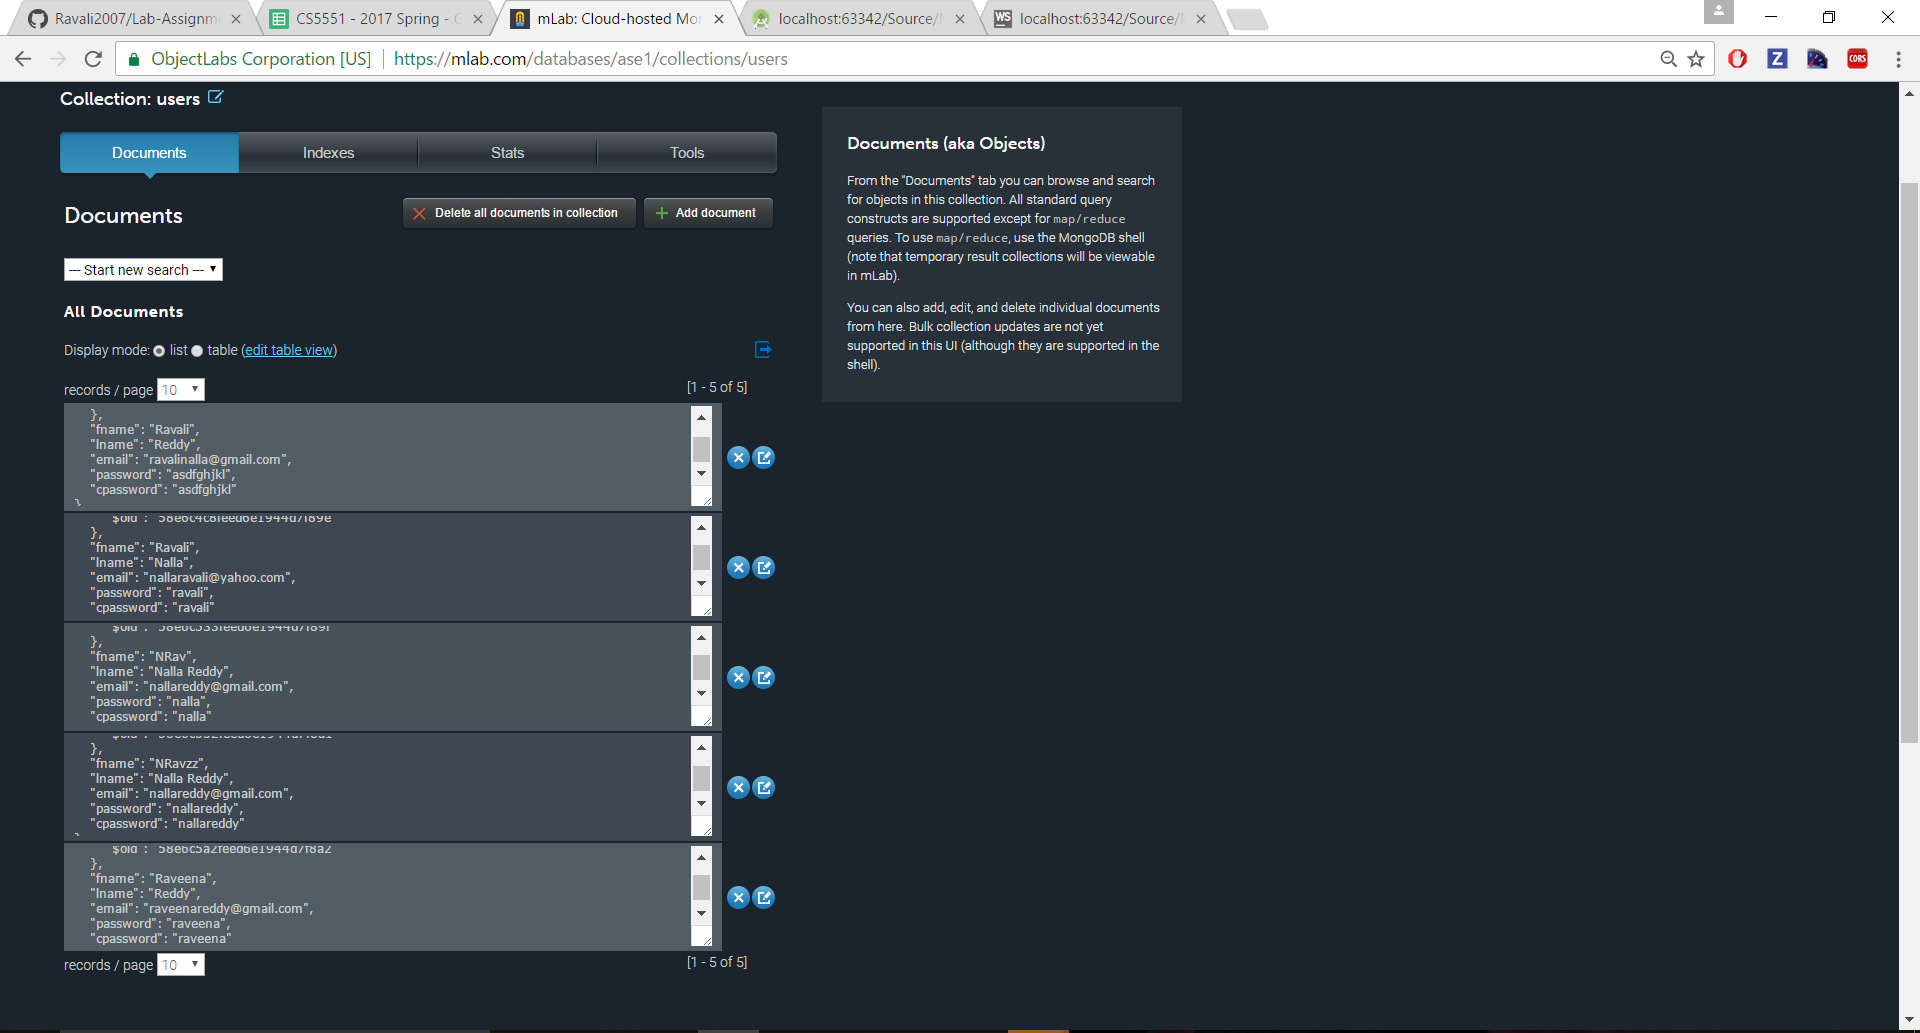 Ravali2007/Lab-Assignm
CS5551 - 2017 Spring - G
mLab: Cloud-hosted Mon
localhost:63342/Source/
localhost:63342/Source/
ObjectLabs Corporation [US]
https://mlab.com/databases/ase1/collections/users
Collection: users
Documents
Indexes
Stats
Tools
Documents
Delete all documents in collection
Add document
--- Start new search ---
All Documents
Display mode: list table (edit table view)
records / page 10
[1 - 5 of 5]
},
"fname": "Ravali",
"lname": "Reddy",
"email": "ravalinalla@gmail.com",
"password": "asdfghjkl",
"cpassword": "asdfghjkl"
}
},
"fname": "Ravali",
"lname": "Nalla",
"email": "nallaravali@yahoo.com",
"password": "ravali",
"cpassword": "ravali"
},
"fname": "NRav",
"lname": "Nalla Reddy",
"email": "nallareddy@gmail.com",
"password": "nalla",
"cpassword": "nalla"
},
"fname": "NRavzz",
"lname": "Nalla Reddy",
"email": "nallareddy@gmail.com",
"password": "nallareddy",
"cpassword": "nallareddy"
"$oid": "58e6c5a2feed6e1944d7f8a2"
},
"fname": "Raveena",
"lname": "Reddy",
"email": "raveenareddy@gmail.com",
"password": "raveena",
"cpassword": "raveena"
records / page 10
[1 - 5 of 5]
Documents (aka Objects)
From the "Documents" tab you can browse and search
for objects in this collection. All standard query
constructs are supported except for map/reduce
queries. To use map/reduce, use the MongoDB shell
(note that temporary result collections will be viewable
in mLab).
You can also add, edit, and delete individual documents
from here. Bulk collection updates are not yet
supported in this UI (although they are supported in the
shell).